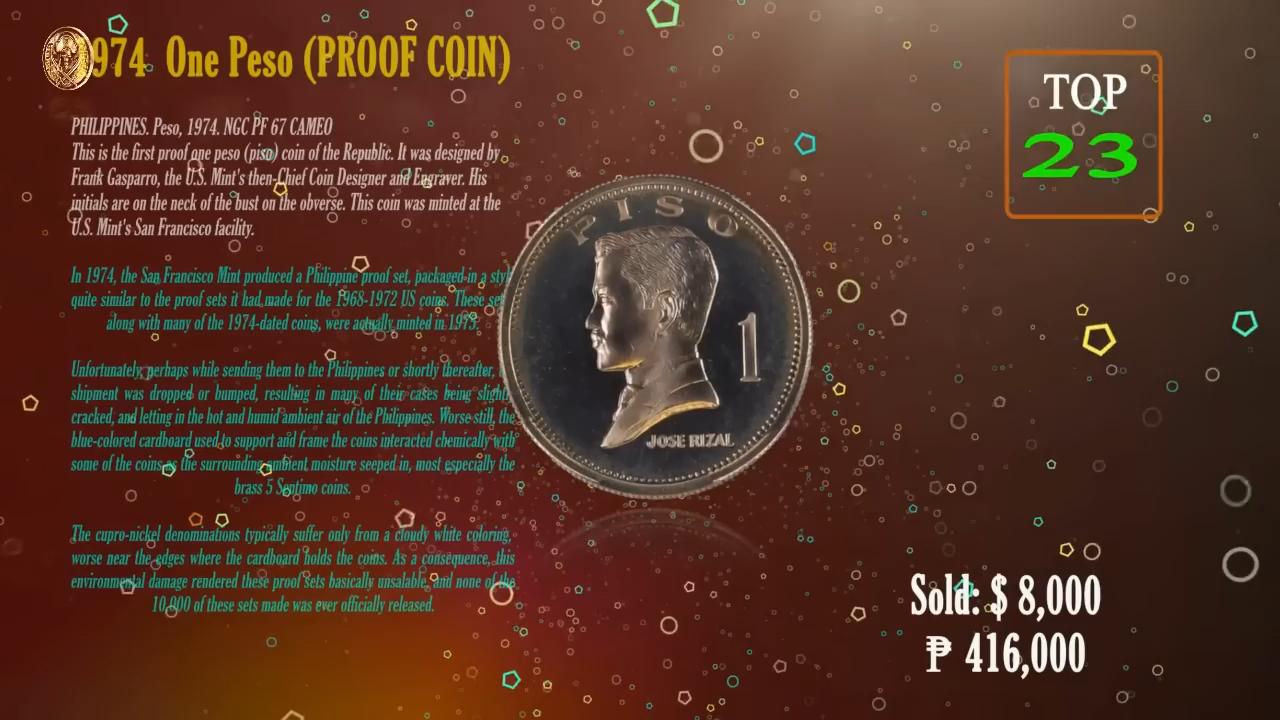 1974 One Peso (PROOF COIN)
TOP
23
PHILIPPINES. Peso, 1974. NGC PF 67 CAMEO
This is the first proof one peso (piso) coin of the Republic. It was designed by
Frank Gasparro, the U.S. Mint's then-Chief Coin Designer and Engraver. His
initials are on the neck of the bust on the obverse. This coin was minted at the
U.S. Mint's San Francisco facility.
In 1974, the San Francisco Mint produced a Philippine proof set, packaged in a
quite similar to the proof sets it had made for the 1968-1972 US coins. These
along with many of the 1974-dated coins, were actually minted in 1975.
Unfortunately, perhaps while sending them to the Philippines or shortly thereafter,
shipment was dropped or bumped, resulting in many of their cases being
cracked, and letting in the hot and humid ambient air of the Philippines. Worse still, the
blue-colored cardboard used to support and frame the coins interacted chemically with
some of the coins as the surrounding ambient moisture seeped in, most especially the
brass 5 Sentimo coins.
The cupro-nickel denominations typically suffer only from a cloudy white coloring,
worse near the edges where the cardboard holds the coins. As a consequence, this
environmental damage rendered these proof sets basically unsalable, and none of the
10,000 of these sets made was ever officially released.
PISO
1
JOSE RIZAL
Sold: $ 8,000
₱ 416,000